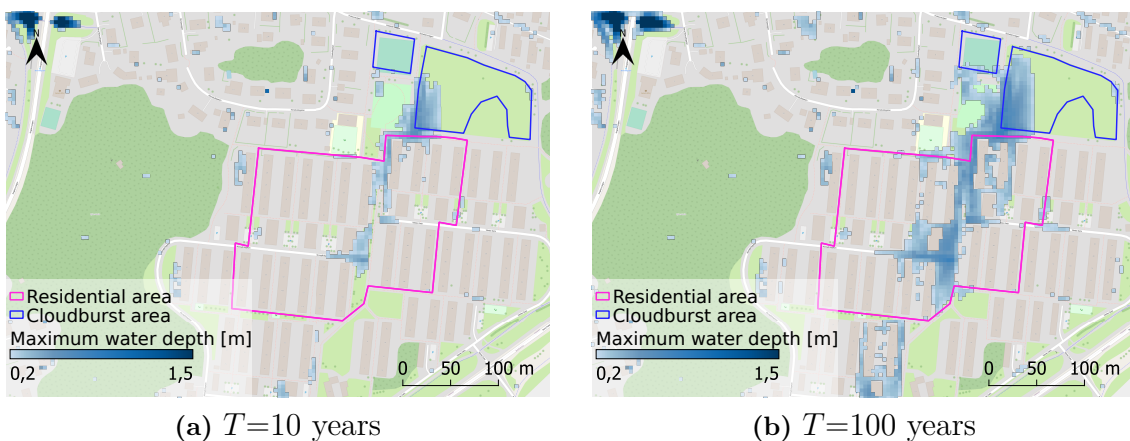 N
N
Residential area
Cloudburst area
Maximum water depth [m]
0,2 1,5
0 50 100 m
Residential area
Cloudburst area
Maximum water depth [m]
0,2 1,5
0 50 100 m
(a) T=10 years
(b) T=100 years